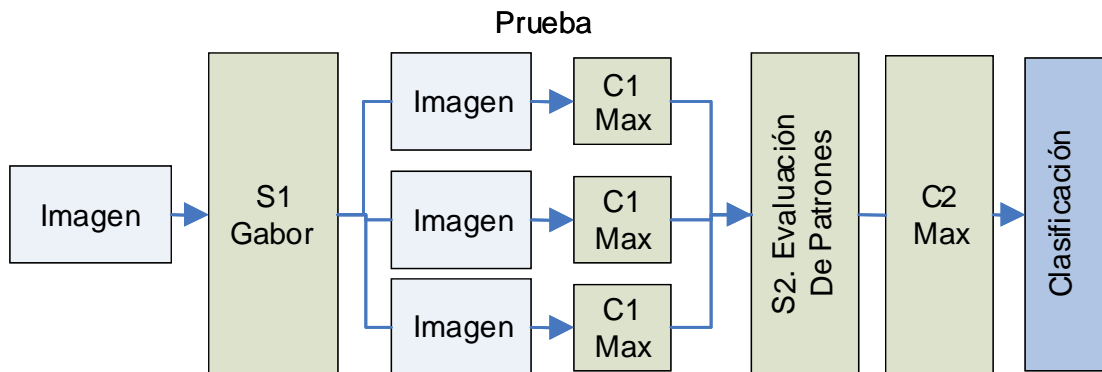 Prueba
Imagen
S1
Gabor
Imagen
C1
Max
Imagen
C1
Max
Imagen
C1
Max
S2. Evaluación
De Patrones
C2
Max
Clasificación